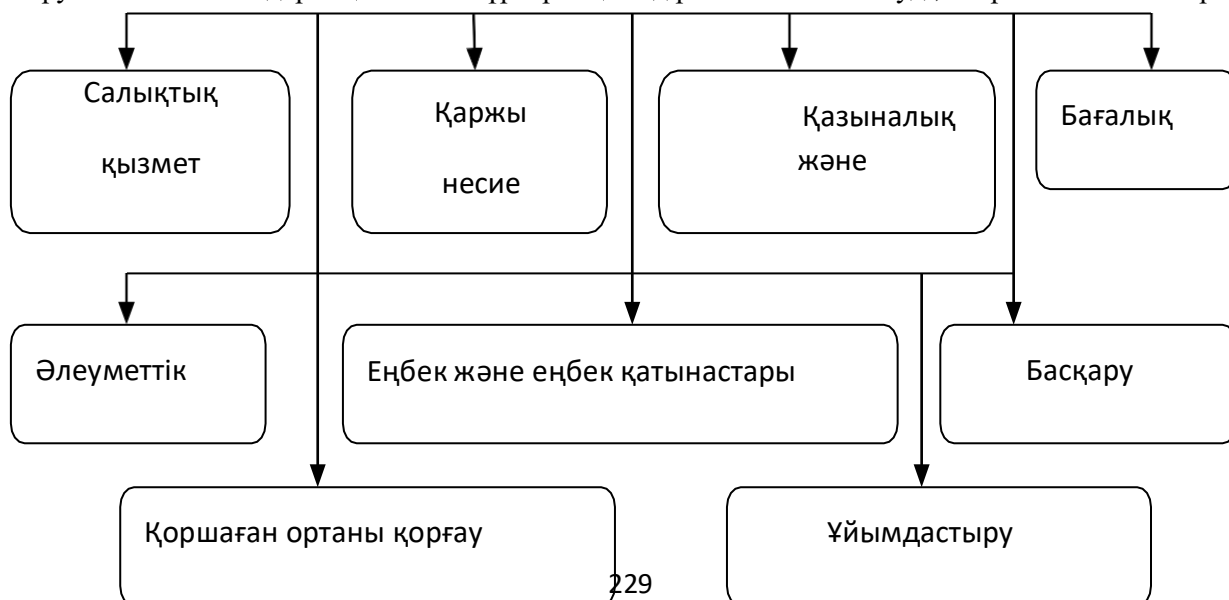 Салықтық
қызмет
Қаржы
несие
Қазыналық
және
Бағалық
Әлеуметтік
Еңбек және еңбек қатынастары
Басқару
Қоршаған ортаны қорғау
Ұйымдастыру
229